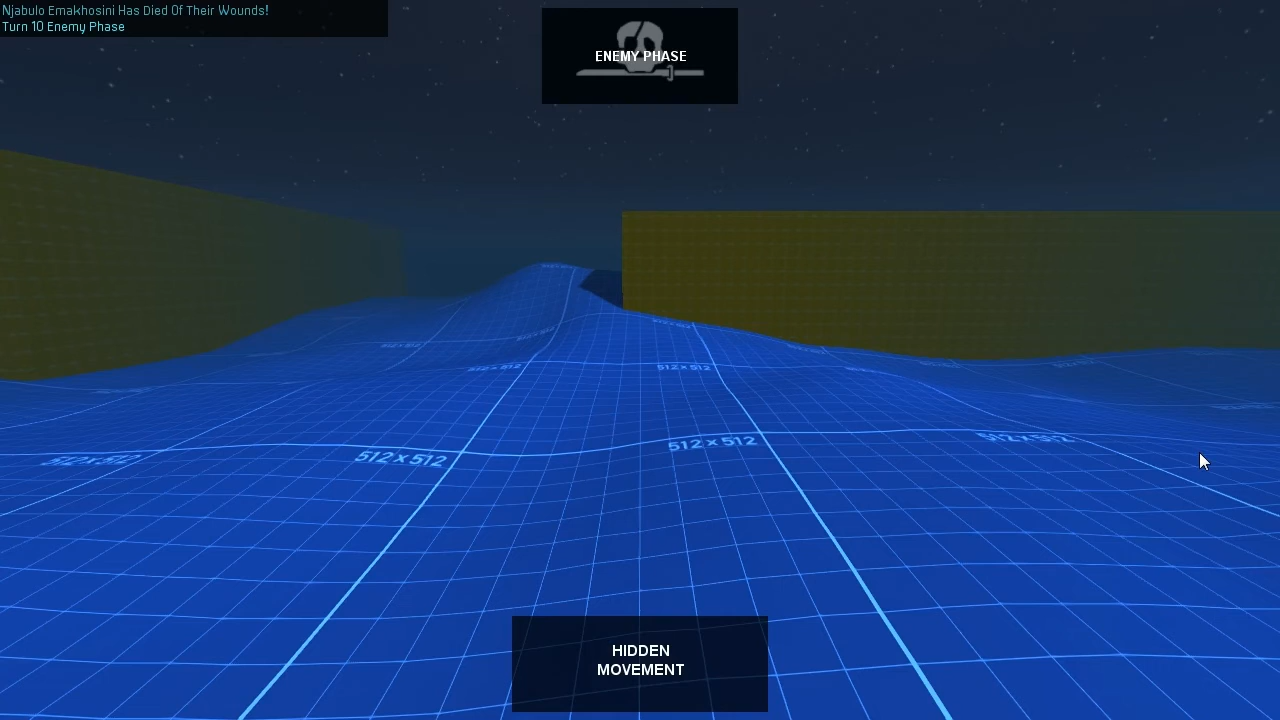 Njabulo Emakhosini Has Died Of Their Wounds!
Turn 10 Enemy Phase
ENEMY PHASE
512x512
512x512
512x512
512x512
512x512
512x512
HIDDEN
MOVEMENT